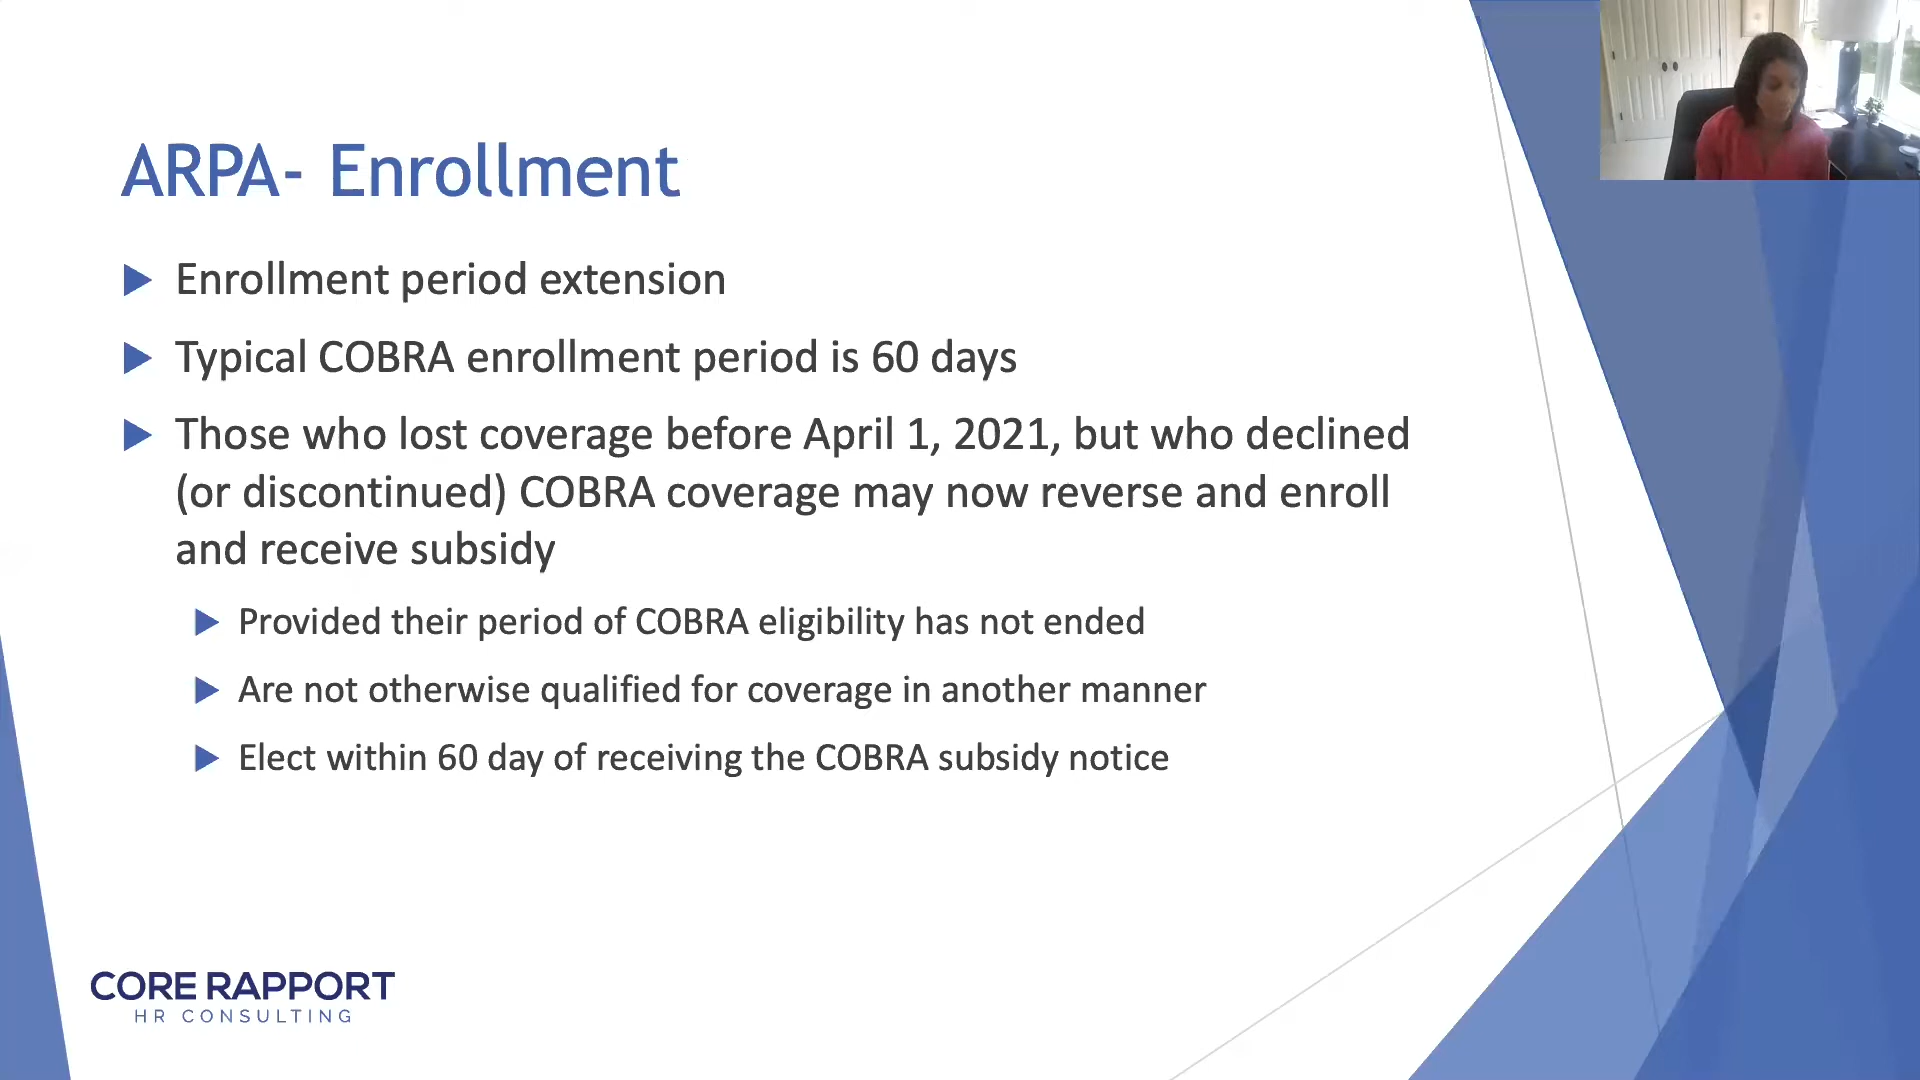 ARPA- Enrollment
Enrollment period extension
Typical COBRA enrollment period is 60 days
Those who lost coverage before April 1, 2021, but who declined
(or discontinued) COBRA coverage may now reverse and enroll
and receive subsidy
Provided their period of COBRA eligibility has not ended
Are not otherwise qualified for coverage in another manner
Elect within 60 day of receiving the COBRA subsidy notice
CORE RAPPORT
HR CONSULTING